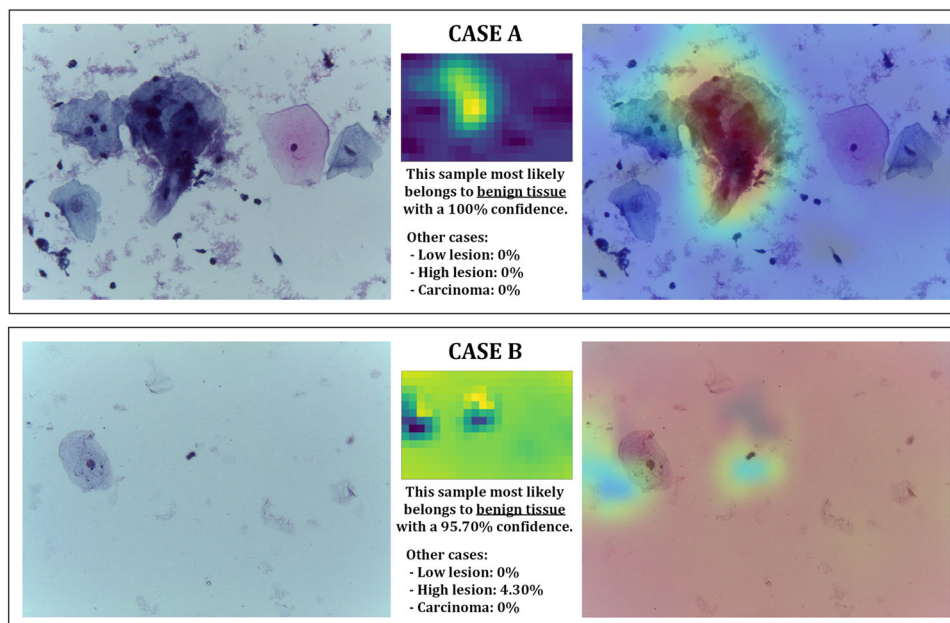 CASE A
This sample most likely
belongs to benign tissue
with a 100% confidence.
Other cases:
- Low lesion: 0%
- High lesion: 0%
- Carcinoma: 0%
CASE B
This sample most likely
belongs to benign tissue
with a 95.70% confidence.
Other cases:
- Low lesion: 0%
- High lesion: 4.30%
- Carcinoma: 0%